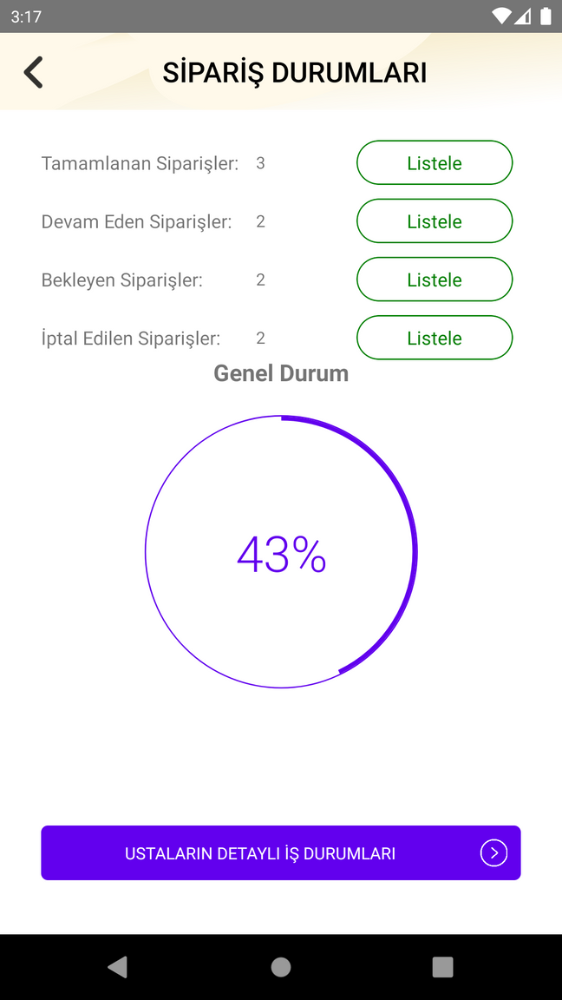 3:17
SİPARİŞ DURUMLARI
Tamamlanan Siparişler: 3 Listele
Devam Eden Siparişler: 2 Listele
Bekleyen Siparişler: 2 Listele
İptal Edilen Siparişler: 2 Listele
Genel Durum
43%
USTALARIN DETAYLI İŞ DURUMLARI